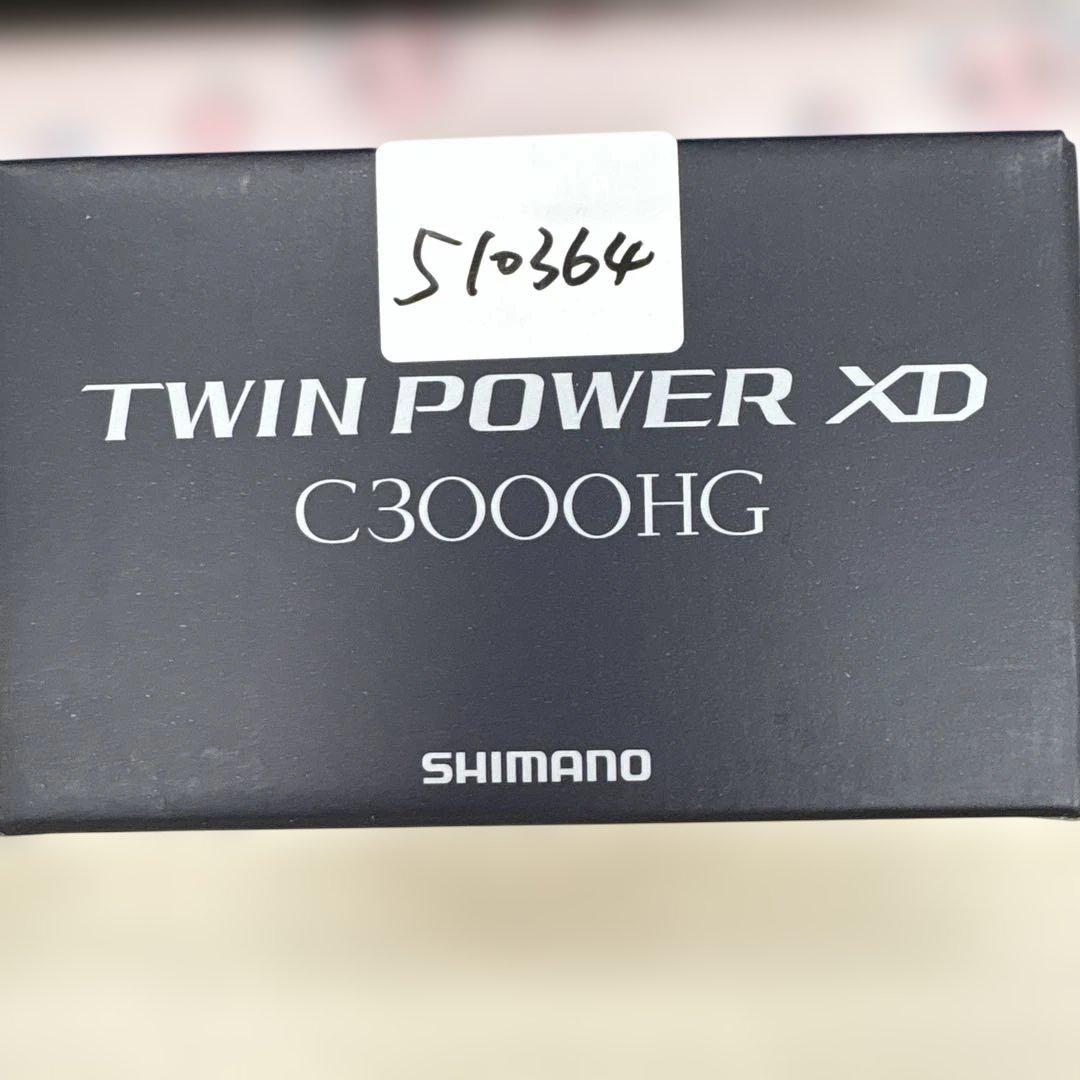 510364
TWIN POWER XD
C3000HG
SHIMANO